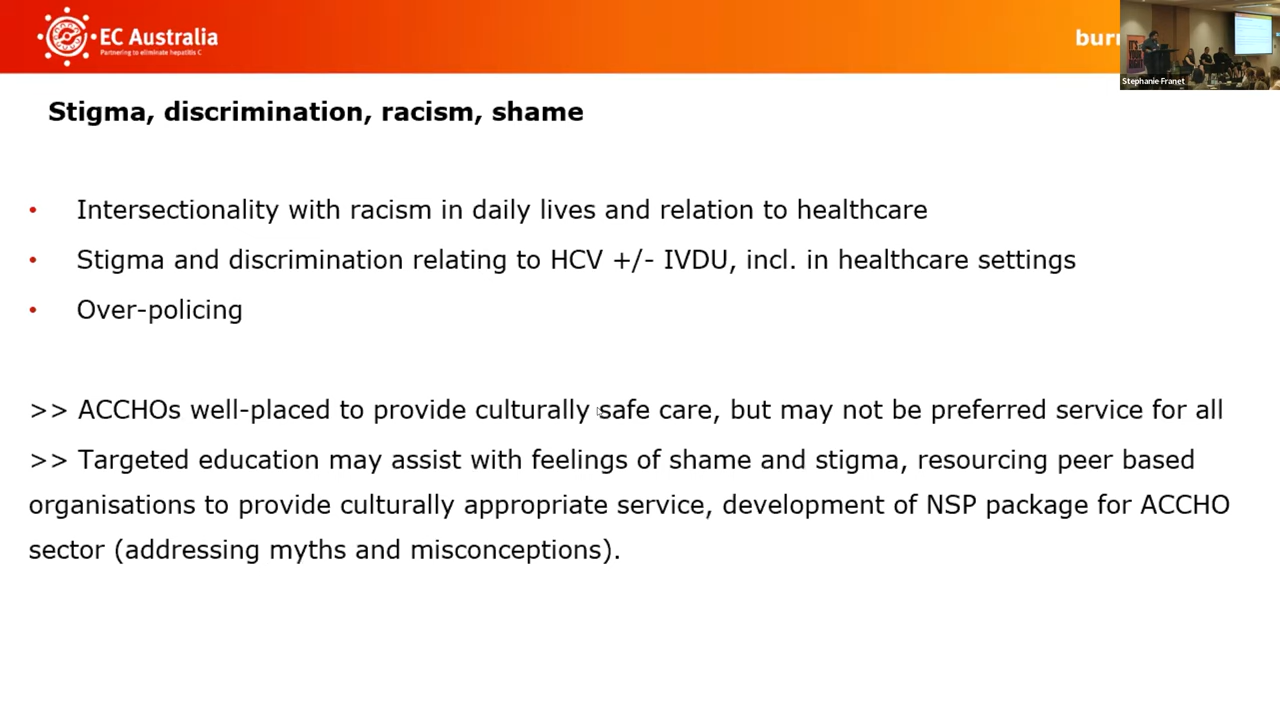 EC Australia
Partnering to eliminate hepatitis C
burn
Stephanie Franet
Stigma, discrimination, racism, shame
• Intersectionality with racism in daily lives and relation to healthcare
• Stigma and discrimination relating to HCV +/- IVDU, incl. in healthcare settings
• Over-policing
>> ACCHOs well-placed to provide culturally safe care, but may not be preferred service for all
>> Targeted education may assist with feelings of shame and stigma, resourcing peer based
organisations to provide culturally appropriate service, development of NSP package for ACCHO
sector (addressing myths and misconceptions).